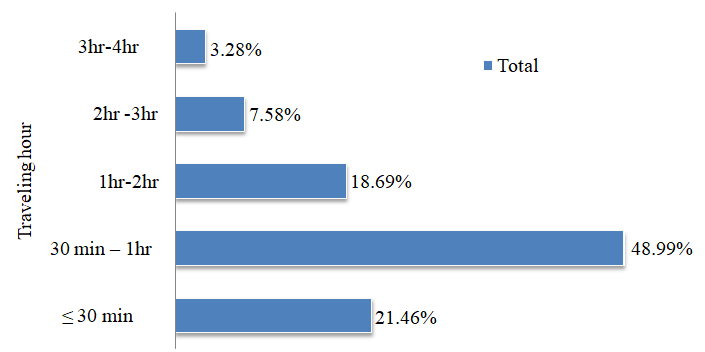 3hr-4hr
3.28%
Total
2hr -3hr
7.58%
Traveling hour
1hr-2hr
18.69%
30 min – 1hr
48.99%
≤ 30 min
21.46%